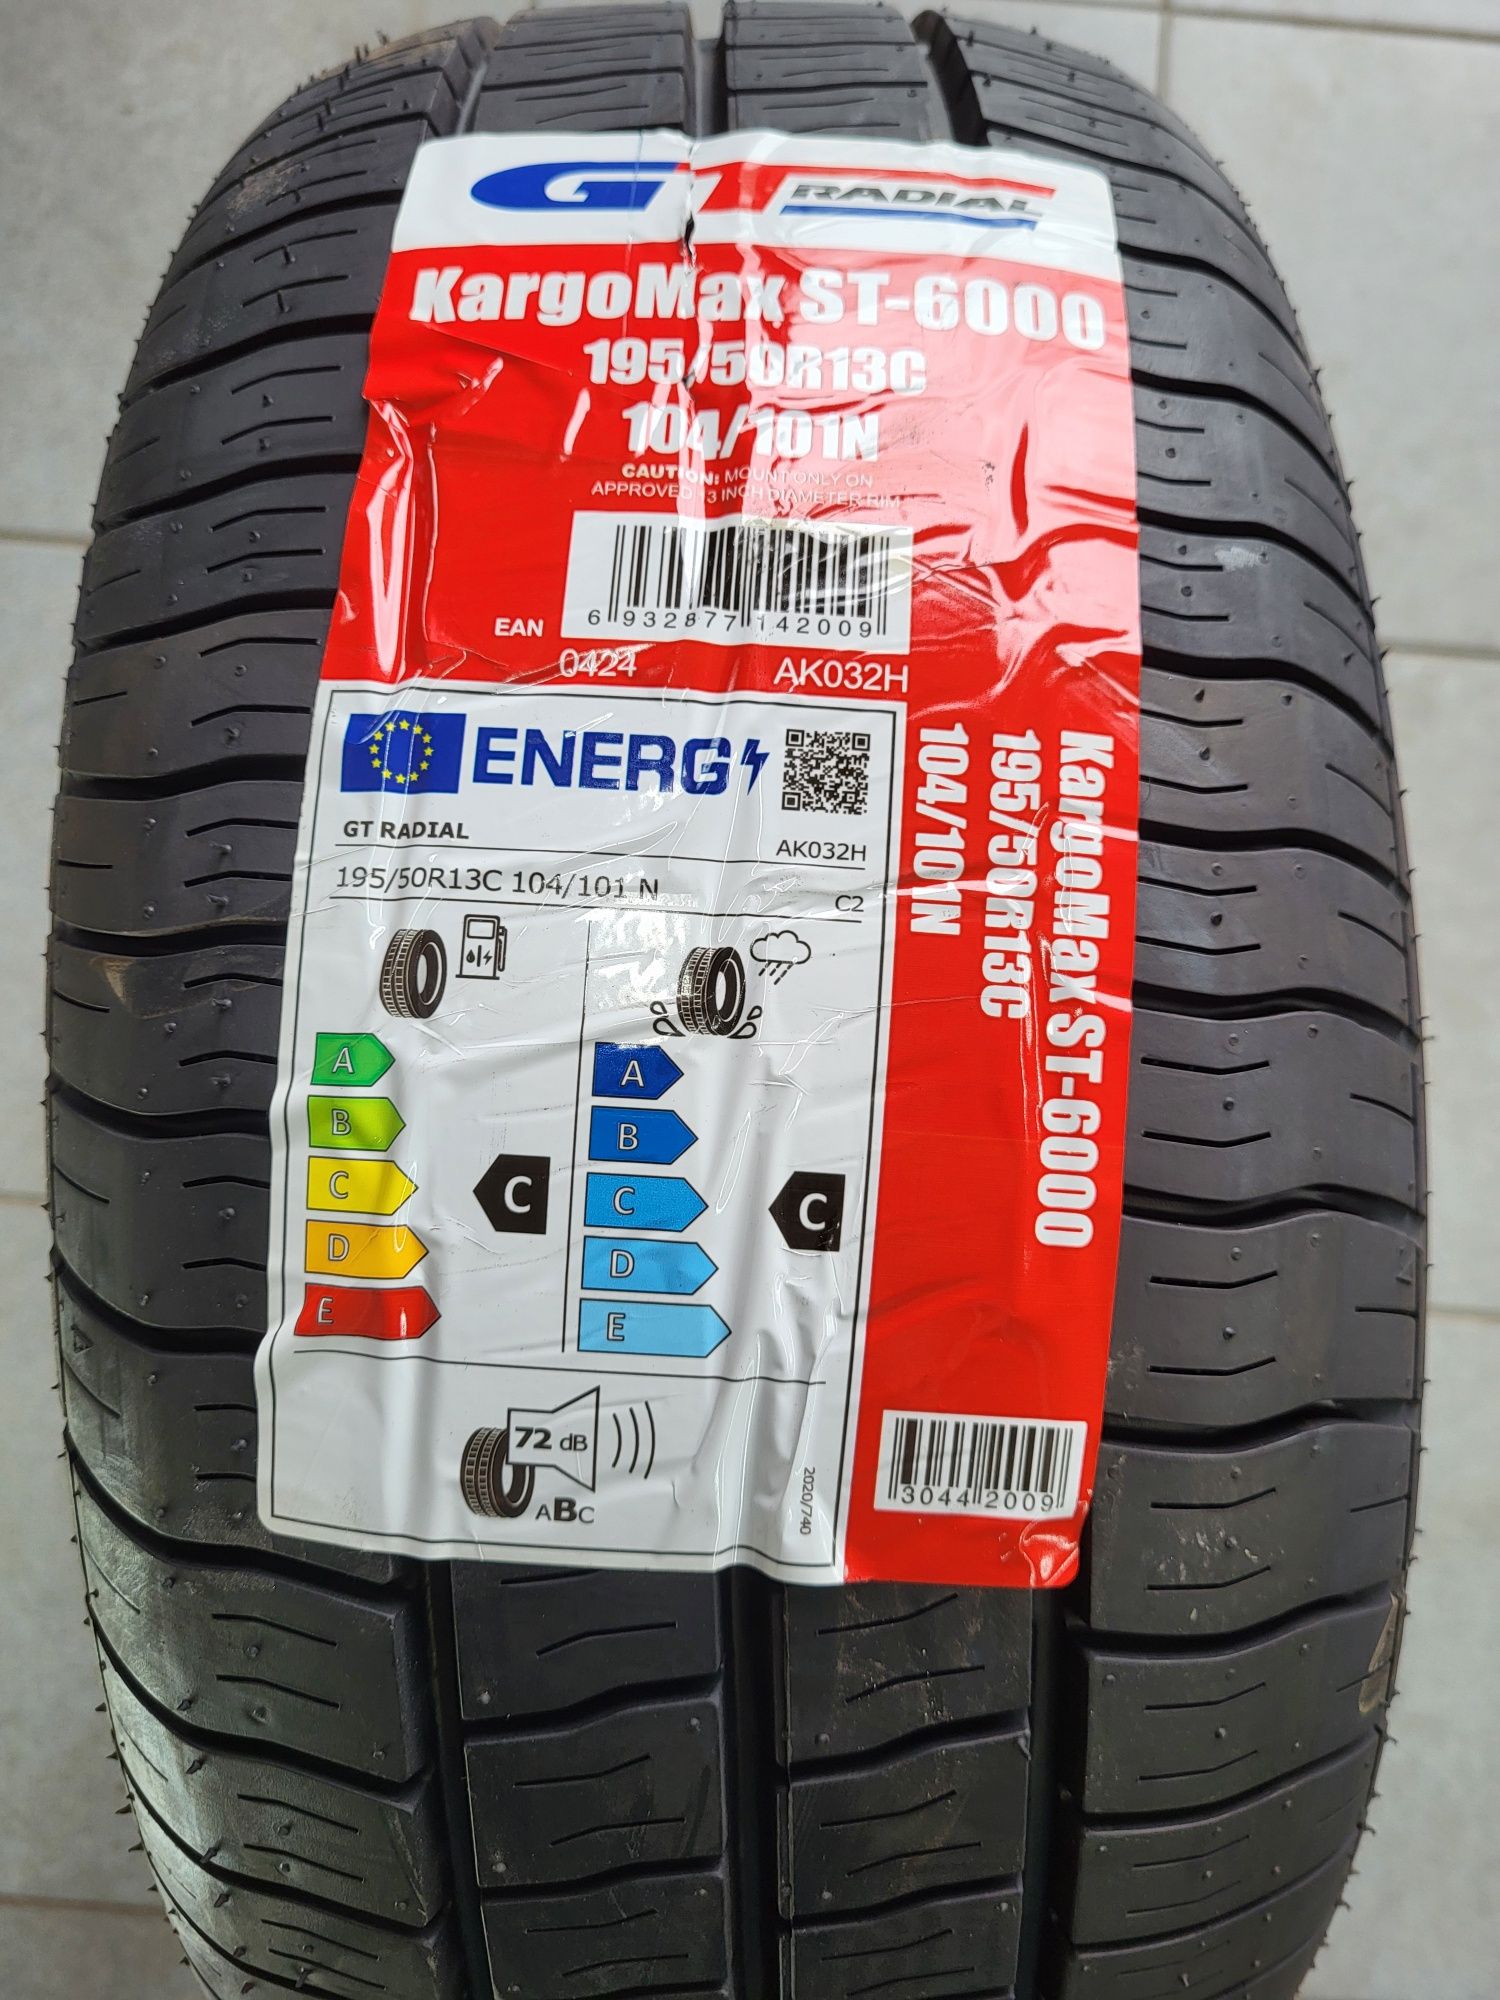 GT RADIAL
KargoMax ST-6000
195/50R13C
104/101N
CAUTION: MOUNT ONLY ON
APPROVED 13 INCH DIAMETER RIM
EAN
6 932877 142009
0424 AK032H
ENERG
GT RADIAL AK032H
195/50R13C 104/101 N C2
A
B
C
D
E
C
A
B
C
D
E
C
72 dB
ABC
2020/740
KargoMax ST-6000
195/50R13C
104/101N
30442009